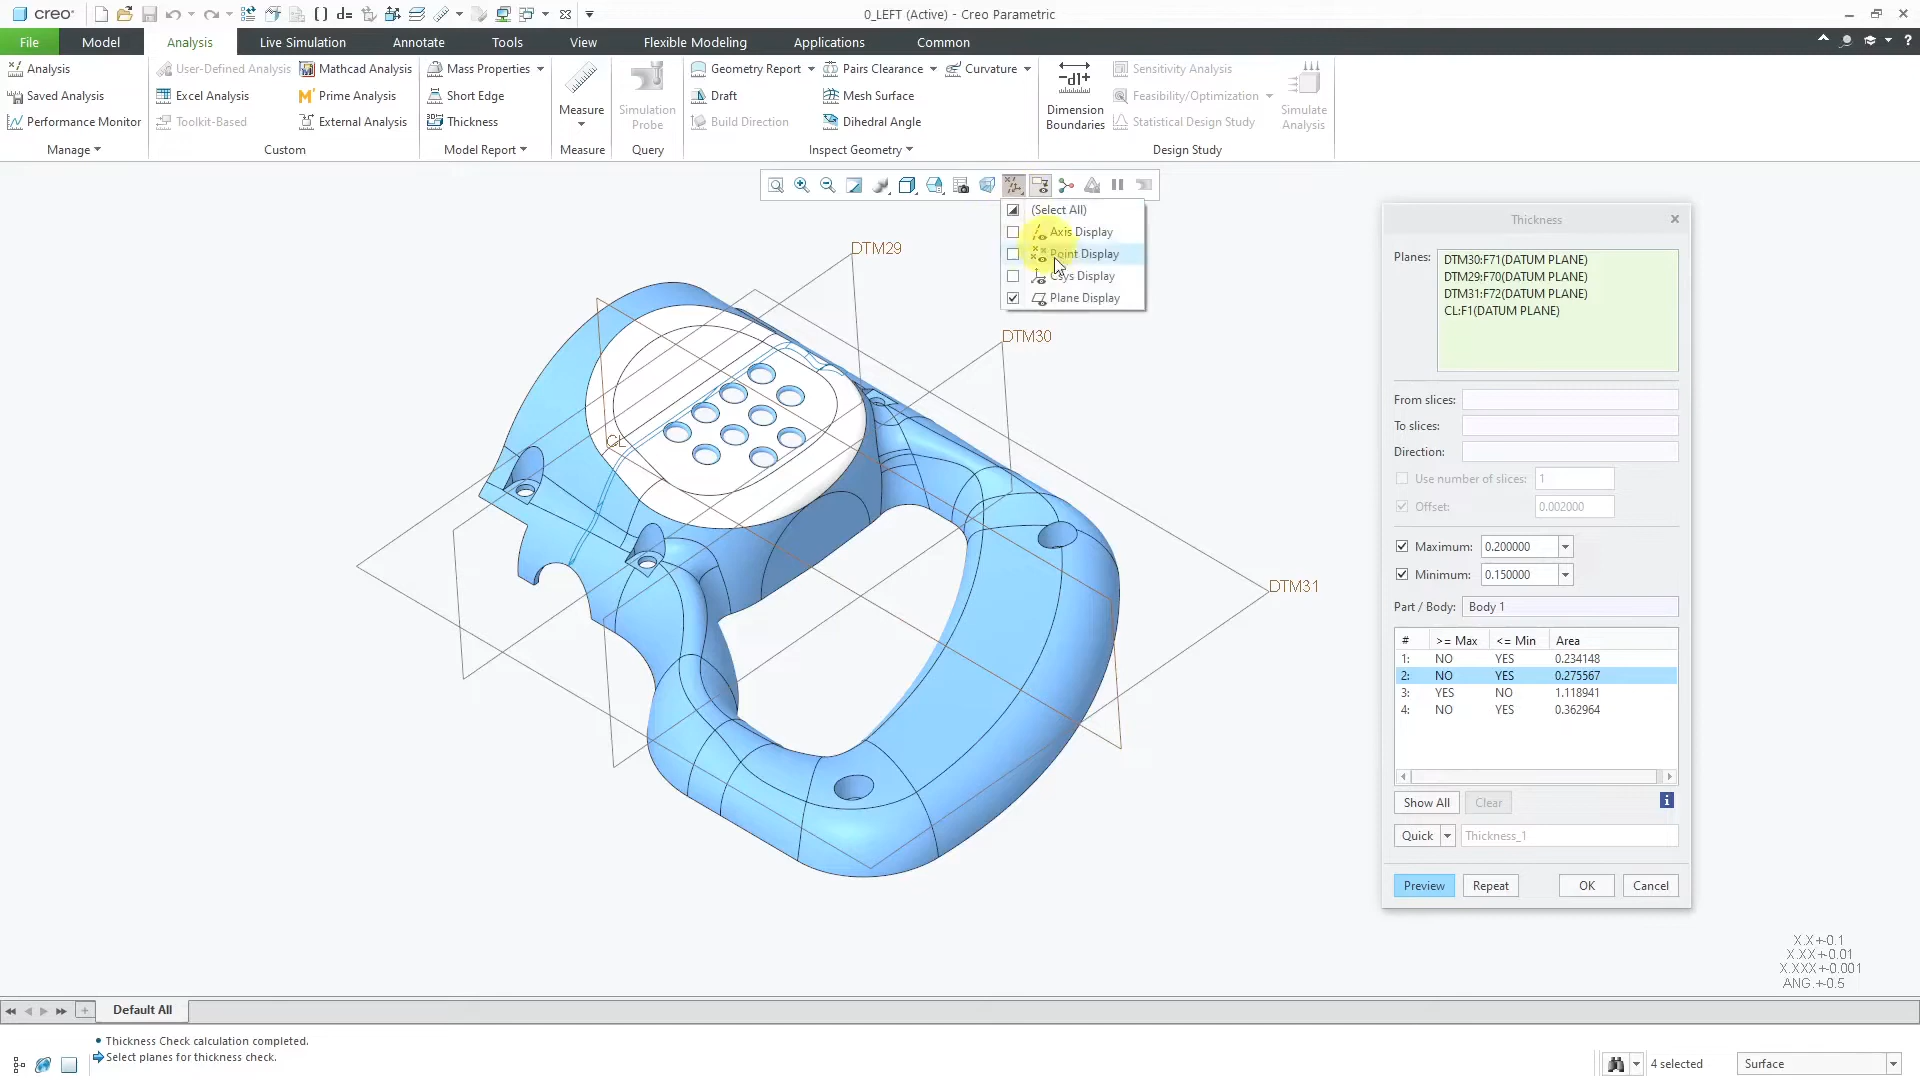 creo
d=
0_LEFT (Active) - Creo Parametric
File Model Analysis Live Simulation Annotate Tools View Flexible Modeling Applications Common
Analysis
Saved Analysis
Performance Monitor
Manage
User-Defined Analysis
Excel Analysis
Toolkit-Based
Mathcad Analysis
Prime Analysis
External Analysis
Custom
Mass Properties
Short Edge
Thickness
Model Report
Measure
Measure
Simulation
Probe
Query
Geometry Report
Draft
Build Direction
Pairs Clearance
Mesh Surface
Dihedral Angle
Curvature
Inspect Geometry
Dimension
Boundaries
Sensitivity Analysis
Feasibility/Optimization
Statistical Design Study
Simulate
Analysis
Design Study
(Select All)
Axis Display
Point Display
Csys Display
Plane Display
DTM29
DTM30
CL
DTM31
Thickness
Planes:
DTM30:F71(DATUM PLANE)
DTM29:F70(DATUM PLANE)
DTM31:F72(DATUM PLANE)
CL:F1(DATUM PLANE)
From slices:
To slices:
Direction:
Use number of slices: 1
Offset: 0.002000
Maximum: 0.200000
Minimum: 0.150000
Part / Body: Body 1
# >= Max <= Min Area
1: NO YES 0.234148
2: NO YES 0.275567
3: YES NO 1.118941
4: NO YES 0.362964
Show All Clear
Quick Thickness_1
Preview Repeat OK Cancel
X.X+-0.1
X.XX+-0.01
X.XXX+-0.001
ANG.+-0.5
Default All
Thickness Check calculation completed.
Select planes for thickness check.
4 selected
Surface